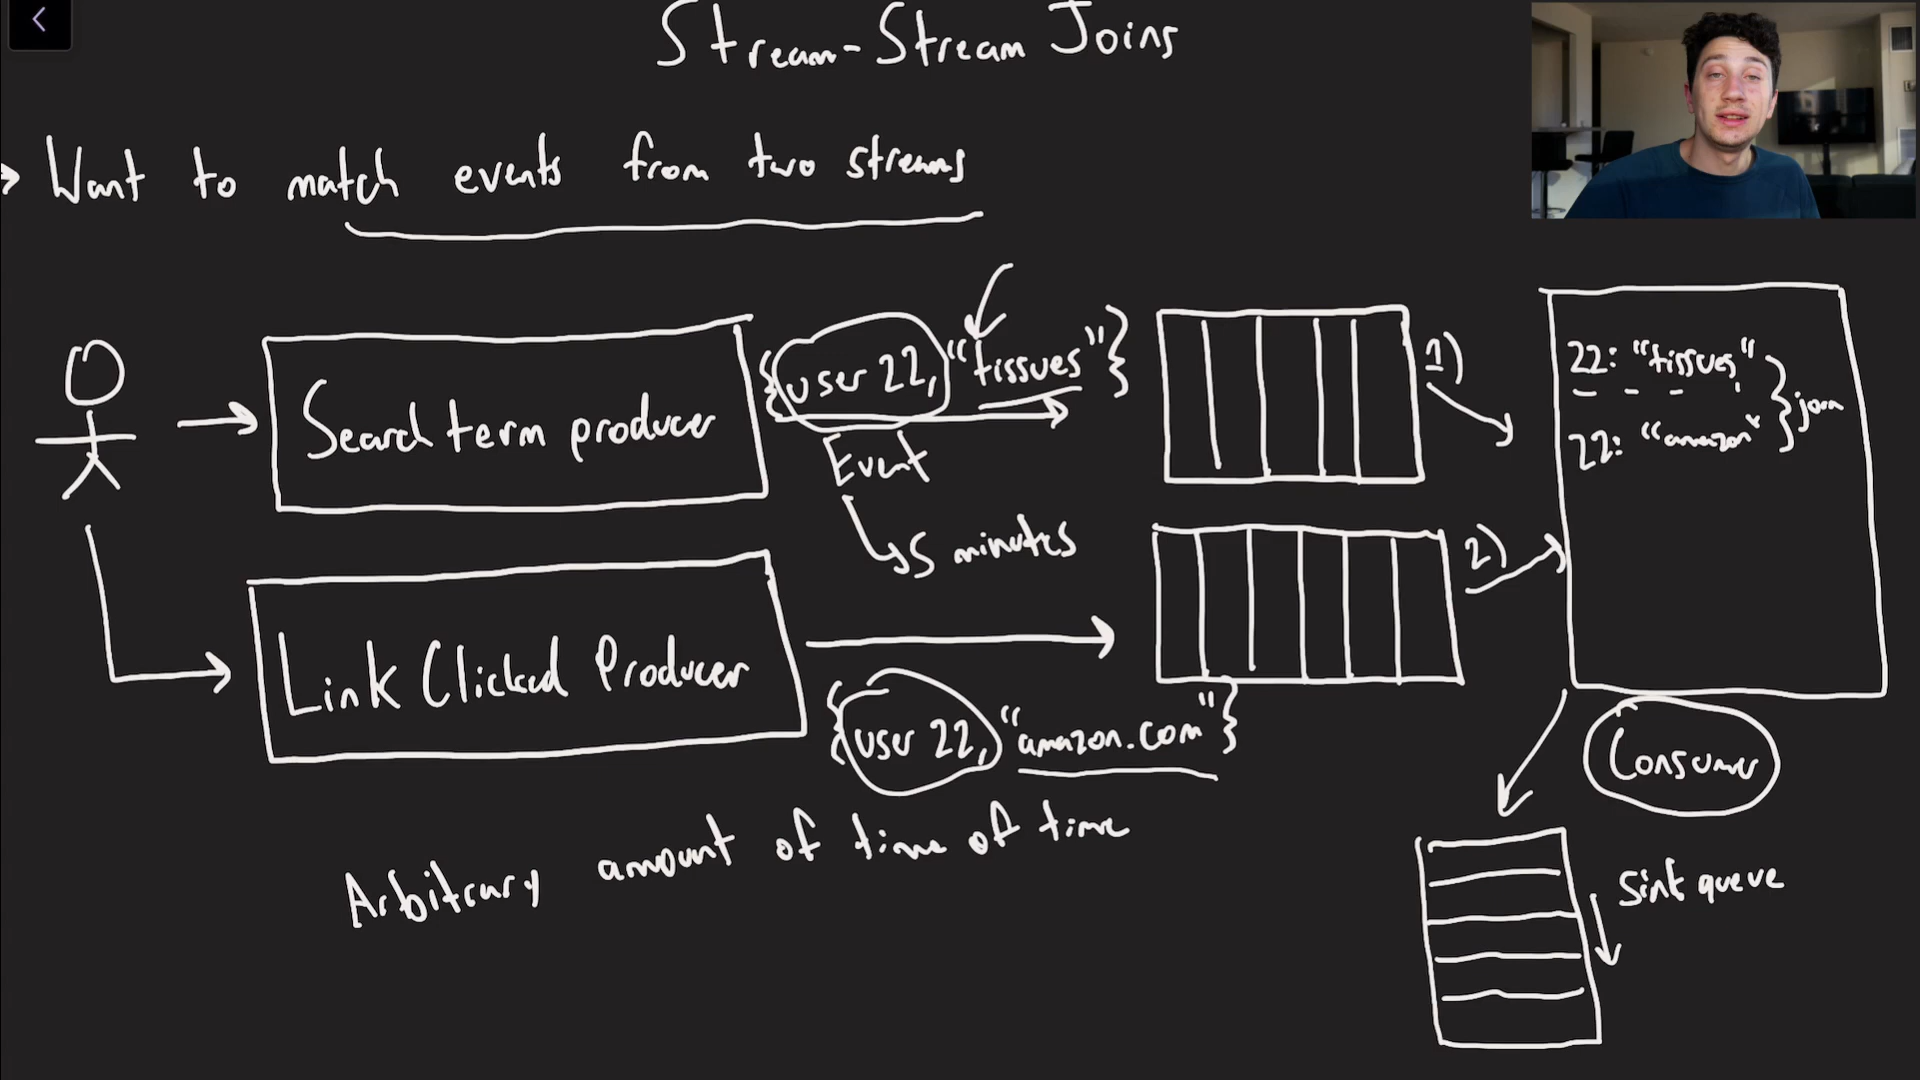 Stream-Stream Joins
Want to match events from two streams
Search term producer
{user 22, "tissues"}
Event
5 minutes
1)
22: "tissues"
22: "amazon"
join
Link Clicked Producer
2)
{user 22, "amazon.com"}
Consumer
Arbitrary amount of time of time
Sink queue